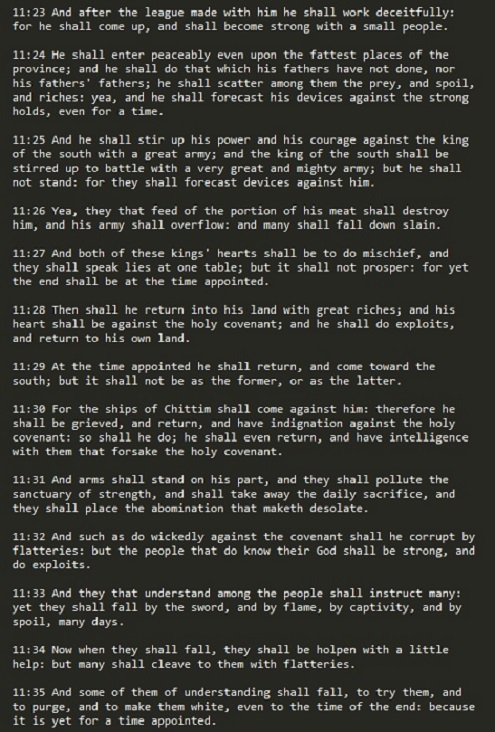 11:23 And after the league made with him he shall work deceitfully:
for he shall come up, and shall become strong with a small people.
11:24 He shall enter peaceably even upon the fattest places of the
province; and he shall do that which his fathers have not done, nor
his fathers' fathers; he shall scatter among them the prey, and spoil,
and riches: yea, and he shall forecast his devices against the strong
holds, even for a time.
11:25 And he shall stir up his power and his courage against the king
of the south with a great army; and the king of the south shall be
stirred up to battle with a very great and mighty army; but he shall
not stand: for they shall forecast devices against him.
11:26 Yea, they that feed of the portion of his meat shall destroy
him, and his army shall overflow: and many shall fall down slain.
11:27 And both of these kings' hearts shall be to do mischief, and
they shall speak lies at one table; but it shall not prosper: for yet
the end shall be at the time appointed.
11:28 Then shall he return into his land with great riches; and his
heart shall be against the holy covenant; and he shall do exploits,
and return to his own land.
11:29 At the time appointed he shall return, and come toward the
south; but it shall not be as the former, or as the latter.
11:30 For the ships of Chittim shall come against him: therefore he
shall be grieved, and return, and have indignation against the holy
covenant: so shall he do; he shall even return, and have intelligence
with them that forsake the holy covenant.
11:31 And arms shall stand on his part, and they shall pollute the
sanctuary of strength, and shall take away the daily sacrifice, and
they shall place the abomination that maketh desolate.
11:32 And such as do wickedly against the covenant shall he corrupt by
flatteries: but the people that do know their God shall be strong, and
do exploits.
11:33 And they that understand among the people shall instruct many:
yet they shall fall by the sword, and by flame, by captivity, and by
spoil, many days.
11:34 Now when they shall fall, they shall be holpen with a little
help: but many shall cleave to them with flatteries.
11:35 And some of them of understanding shall fall, to try them, and
to purge, and to make them white, even to the time of the end: because
it is yet for a time appointed.